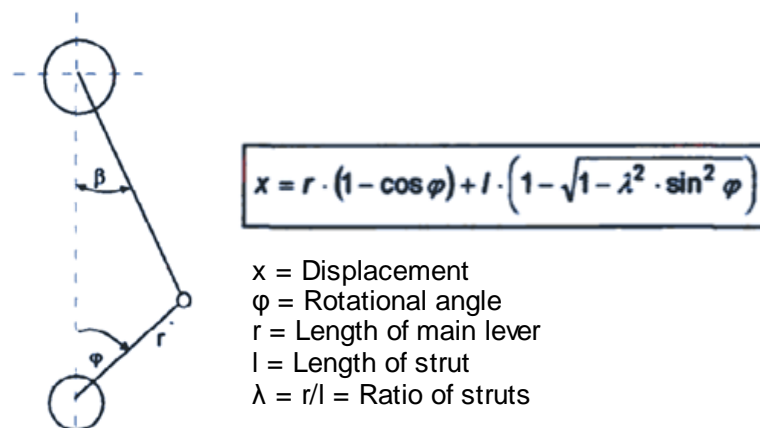 β
x = r · (1 - cos φ) + l · (1 - √1 - λ² · sin² φ)
x = Displacement
φ = Rotational angle
r = Length of main lever
l = Length of strut
λ = r/l = Ratio of struts
r
φ